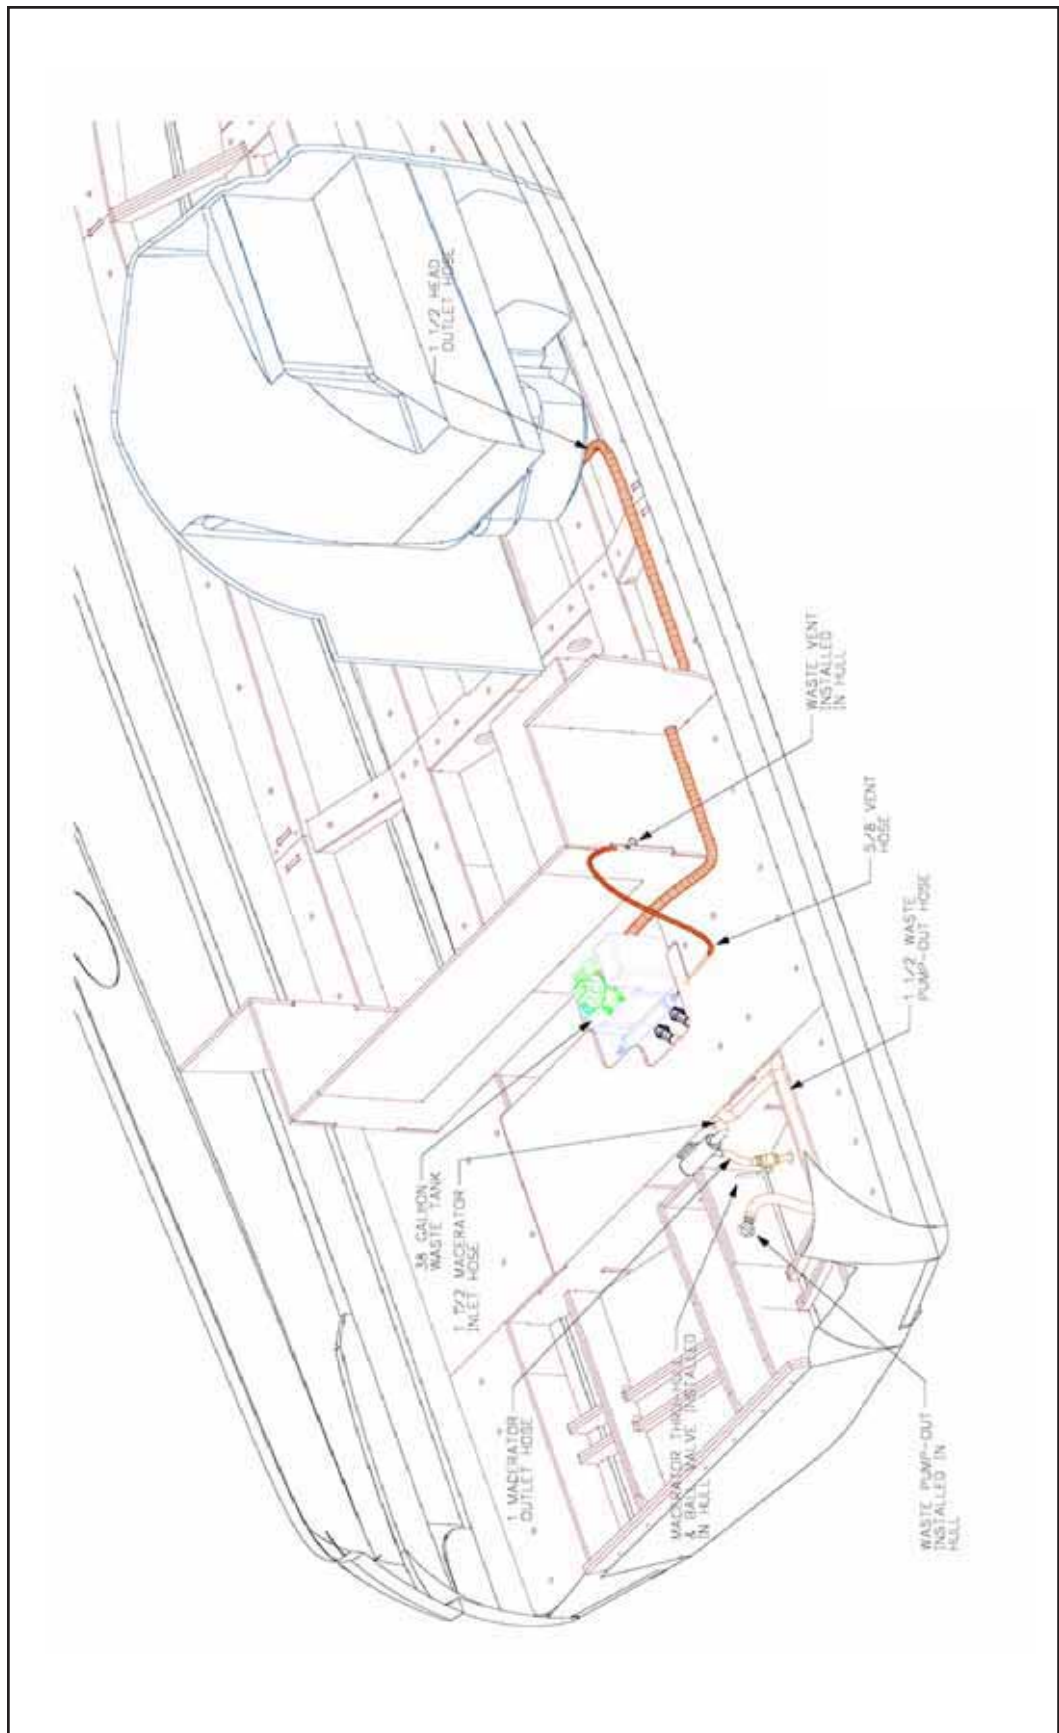 1 1/2 HEAD
OUTLET HOSE
WASTE VENT
INSTALLED
IN HULL
5/8 VENT
HOSE
1 1/2 WASTE
PUMP-OUT HOSE
38 GALLON
WASTE TANK
1 1/2 MACERATOR
INLET HOSE
1 MACERATOR
OUTLET HOSE
MACERATOR THRU-HULL
& BALL VALVE INSTALLED
IN HULL
WASTE PUMP-OUT
INSTALLED IN
HULL